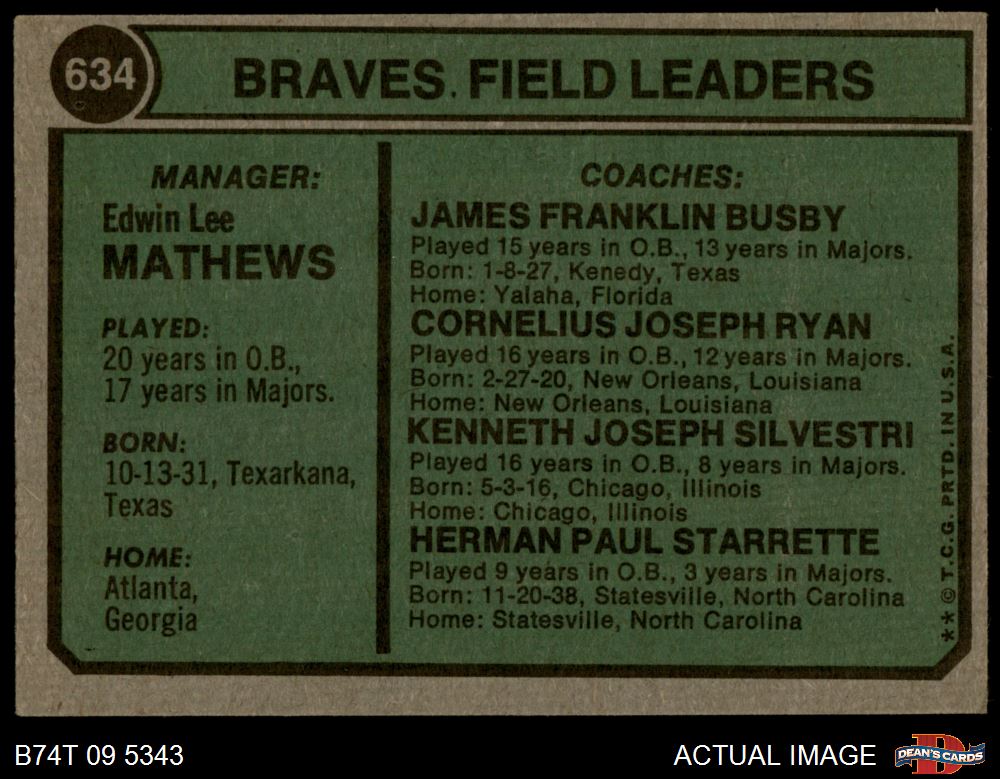 634
BRAVES FIELD LEADERS
MANAGER:
Edwin Lee
MATHEWS
PLAYED:
20 years in O.B.,
17 years in Majors.
BORN:
10-13-31, Texarkana,
Texas
HOME:
Atlanta,
Georgia
COACHES:
JAMES FRANKLIN BUSBY
Played 15 years in O.B., 13 years in Majors.
Born: 1-8-27, Kenedy, Texas
Home: Yalaha, Florida
CORNELIUS JOSEPH RYAN
Played 16 years in O.B., 12 years in Majors.
Born: 2-27-20, New Orleans, Louisiana
Home: New Orleans, Louisiana
KENNETH JOSEPH SILVESTRI
Played 16 years in O.B., 8 years in Majors.
Born: 5-3-16, Chicago, Illinois
Home: Chicago, Illinois
HERMAN PAUL STARRETTE
Played 9 years in O.B., 3 years in Majors.
Born: 11-20-38, Statesville, North Carolina
Home: Statesville, North Carolina
** © T.C.G. PRTD. IN U.S.A.
B74T 09 5343
ACTUAL IMAGE
D
DEAN'S CARDS